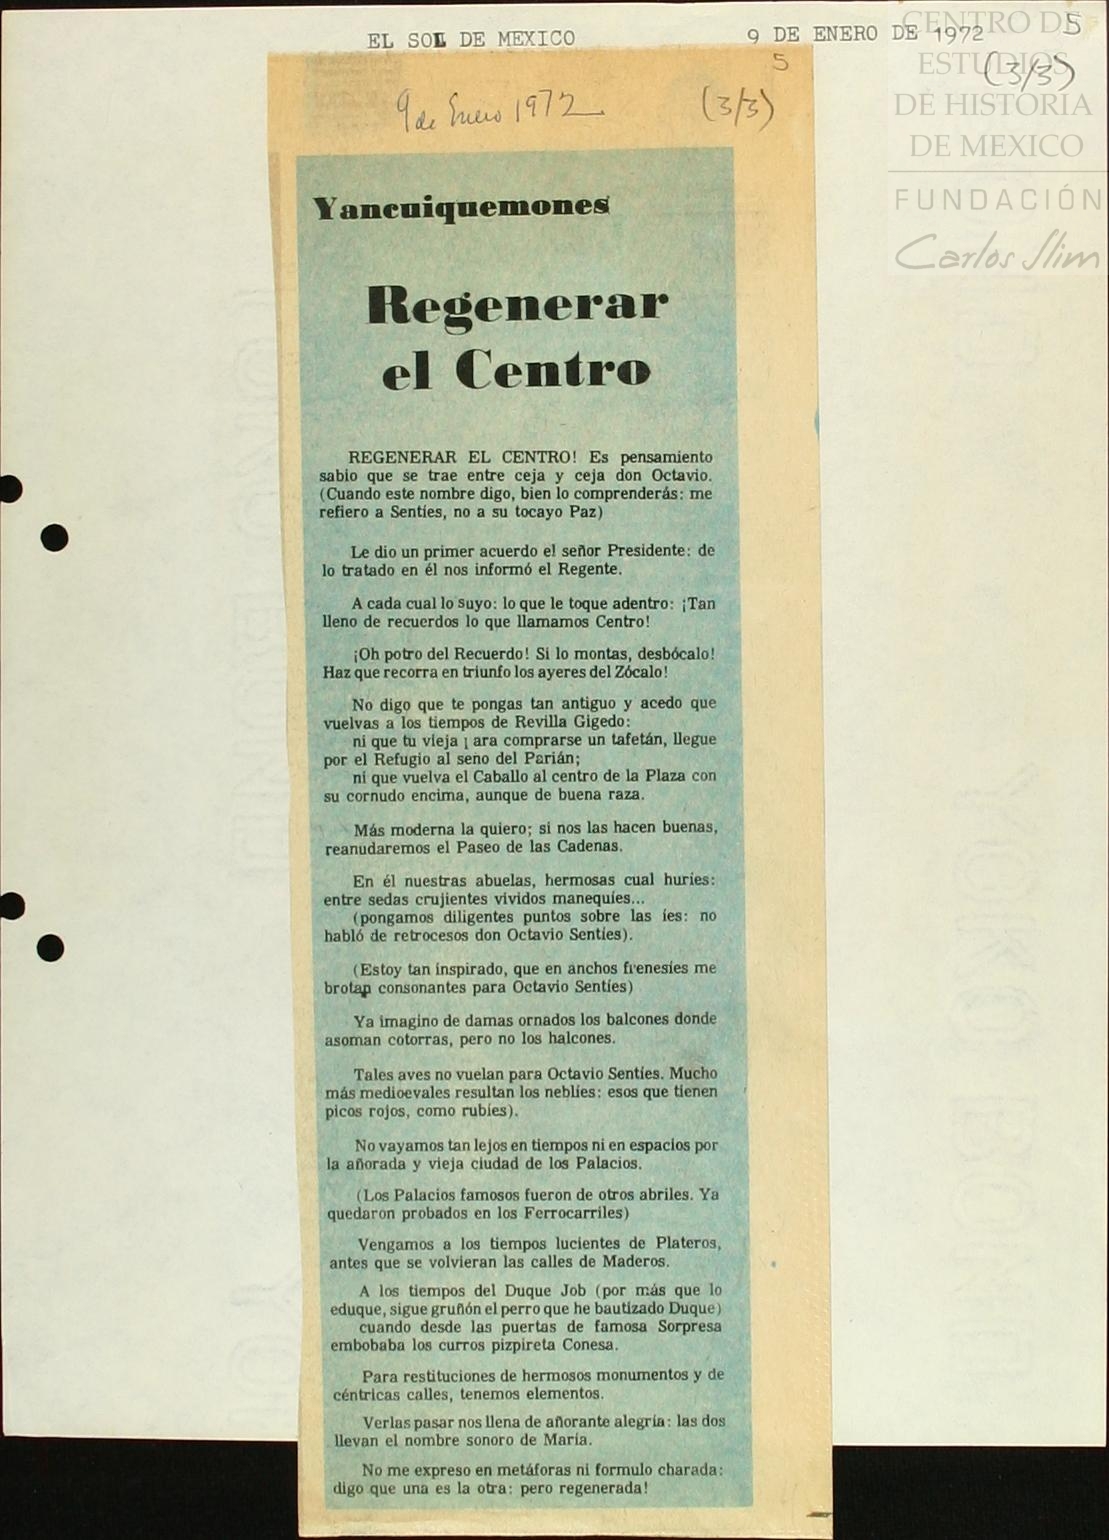 EL SOL DE MEXICO 9 DE ENERO DE 1972
5
(3/3)
CENTRO DE
ESTUDIOS
DE HISTORIA
DE MEXICO
FUNDACIÓN
Carlos Slim
5
9 de Enero 1972 (3/3)
Yancuiquemones
Regenerar
el Centro
REGENERAR EL CENTRO! Es pensamiento
sabio que se trae entre ceja y ceja don Octavio.
(Cuando este nombre digo, bien lo comprenderás: me
refiero a Sentíes, no a su tocayo Paz)
Le dio un primer acuerdo el señor Presidente: de
lo tratado en él nos informó el Regente.
A cada cual lo suyo: lo que le toque adentro: ¡Tan
lleno de recuerdos lo que llamamos Centro!
¡Oh potro del Recuerdo! Si lo montas, desbócalo!
Haz que recorra en triunfo los ayeres del Zócalo!
No digo que te pongas tan antiguo y acedo que
vuelvas a los tiempos de Revilla Gigedo:
ni que tu vieja ¡ ara comprarse un tafetán, llegue
por el Refugio al seno del Parián;
ni que vuelva el Caballo al centro de la Plaza con
su cornudo encima, aunque de buena raza.
Más moderna la quiero; si nos las hacen buenas,
reanudaremos el Paseo de las Cadenas.
En él nuestras abuelas, hermosas cual huríes:
entre sedas crujientes vívidos maniquíes...
(pongamos diligentes puntos sobre las íes: no
habló de retrocesos don Octavio Sentíes).
(Estoy tan inspirado, que en anchos frenesíes me
brotan consonantes para Octavio Sentíes)
Ya imagino de damas ornados los balcones donde
asoman cotorras, pero no los halcones.
Tales aves no vuelan para Octavio Sentíes. Mucho
más medioevales resultan los neblíes: esos que tienen
picos rojos, como rubíes).
No vayamos tan lejos en tiempos ni en espacios por
la añorada y vieja ciudad de los Palacios.
(Los Palacios famosos fueron de otros abriles. Ya
quedaron probados en los Ferrocarriles)
Vengamos a los tiempos lucientes de Plateros,
antes que se volvieran las calles de Maderos.
A los tiempos del Duque Job (por más que lo
eduque, sigue gruñón el perro que he bautizado Duque)
cuando desde las puertas de famosa Sorpresa
embobaba los curros pizpireta Conesa.
Para restituciones de hermosos monumentos y de
céntricas calles, tenemos elementos.
Verlas pasar nos llena de añorante alegría: las dos
llevan el nombre sonoro de María.
No me expreso en metáforas ni formulo charada:
digo que una es la otra: pero regenerada!